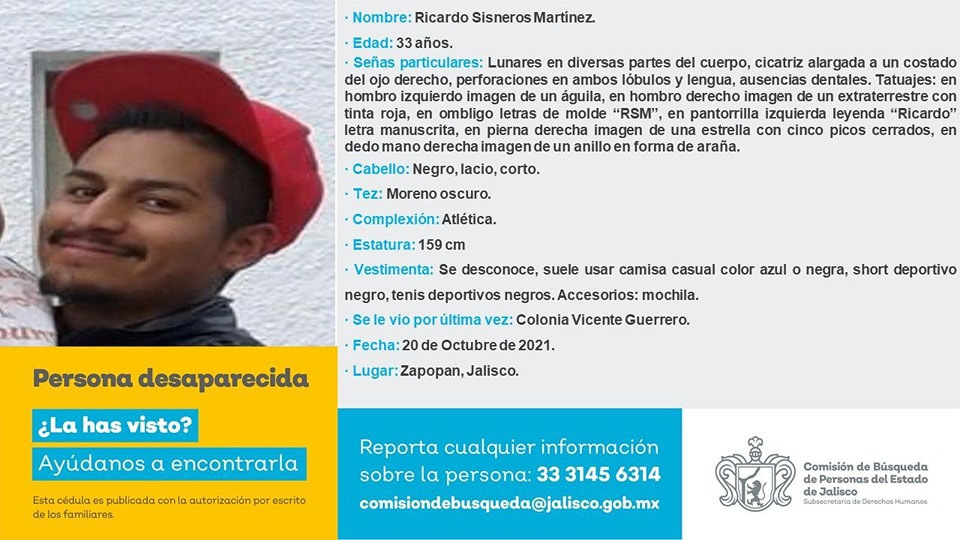 · Nombre: Ricardo Sisneros Martínez.
· Edad: 33 años.
· Señas particulares: Lunares en diversas partes del cuerpo, cicatriz alargada a un costado
del ojo derecho, perforaciones en ambos lóbulos y lengua, ausencias dentales. Tatuajes: en
hombro izquierdo imagen de un águila, en hombro derecho imagen de un extraterrestre con
tinta roja, en ombligo letras de molde “RSM”, en pantorrilla izquierda leyenda “Ricardo”
letra manuscrita, en pierna derecha imagen de una estrella con cinco picos cerrados, en
dedo mano derecha imagen de un anillo en forma de araña.
· Cabello: Negro, lacio, corto.
· Tez: Moreno oscuro.
· Complexión: Atlética.
· Estatura: 159 cm
· Vestimenta: Se desconoce, suele usar camisa casual color azul o negra, short deportivo
negro, tenis deportivos negros. Accesorios: mochila.
· Se le vio por última vez: Colonia Vicente Guerrero.
· Fecha: 20 de Octubre de 2021.
· Lugar: Zapopan, Jalisco.
Persona desaparecida
¿La has visto?
Ayúdanos a encontrarla
Esta cédula es publicada con la autorización por escrito
de los familiares.
Reporta cualquier información
sobre la persona: 33 3145 6314
comisiondebusqueda@jalisco.gob.mx
Comisión de Búsqueda
de Personas del Estado
de Jalisco
Subsecretaría de Derechos Humanos